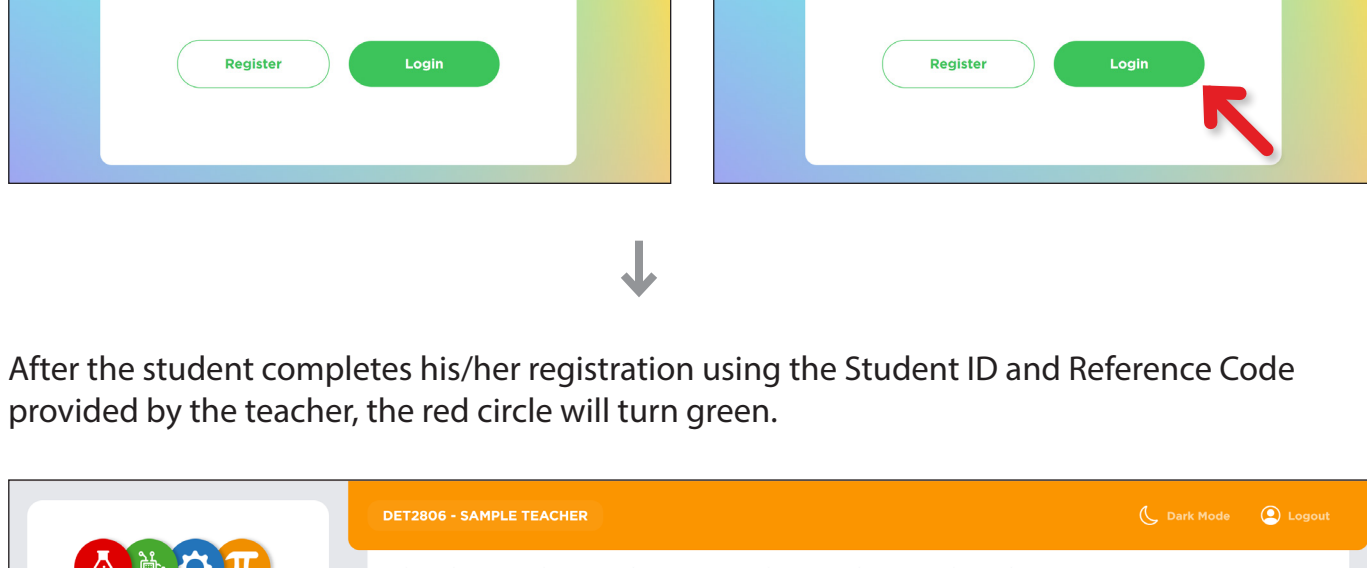 Register Login Register Login
After the student completes his/her registration using the Student ID and Reference Code
provided by the teacher, the red circle will turn green.
DET2806 - SAMPLE TEACHER Dark Mode Logout